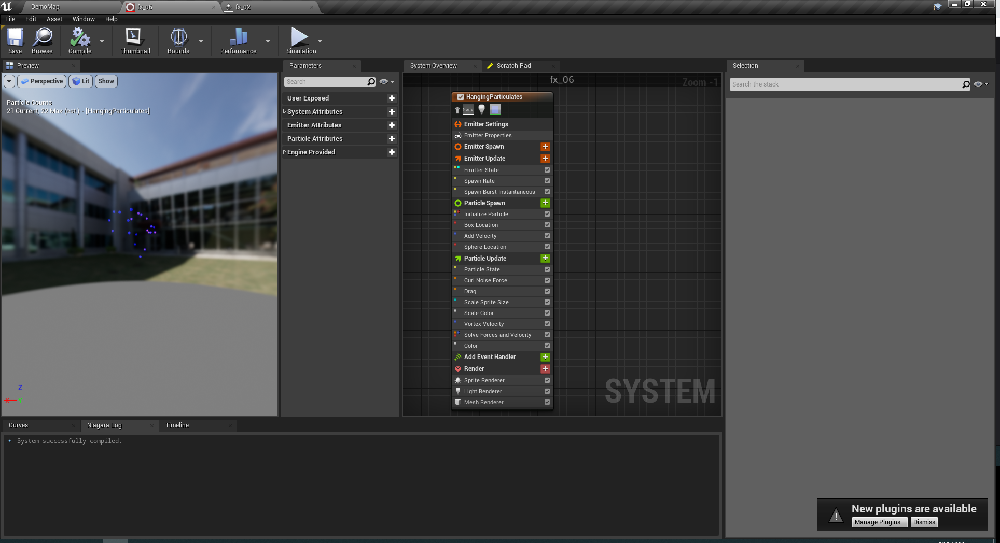 DemoMap
fx_06
fx_02
File Edit Asset Window Help
Save Browse Compile Thumbnail Bounds Performance Simulation
Preview
Perspective Lit Show
Particle Counts
21 Current, 22 Max (est.) - [HangingParticulates]
Z
X
Y
Parameters
Search
User Exposed
System Attributes
Emitter Attributes
Particle Attributes
Engine Provided
System Overview
Scratch Pad
fx_06
Zoom -1
HangingParticulates
None
Emitter Settings
CPU Emitter Properties
Emitter Spawn
Emitter Update
Emitter State
Spawn Rate
Spawn Burst Instantaneous
Particle Spawn
Initialize Particle
Box Location
Add Velocity
Sphere Location
Particle Update
Particle State
Curl Noise Force
Drag
Scale Sprite Size
Scale Color
Vortex Velocity
Solve Forces and Velocity
Color
Add Event Handler
Render
Sprite Renderer
Light Renderer
Mesh Renderer
SYSTEM
Selection
Search the stack
Curves
Niagara Log
Timeline
• System successfully compiled.
New plugins are available
Manage Plugins... Dismiss